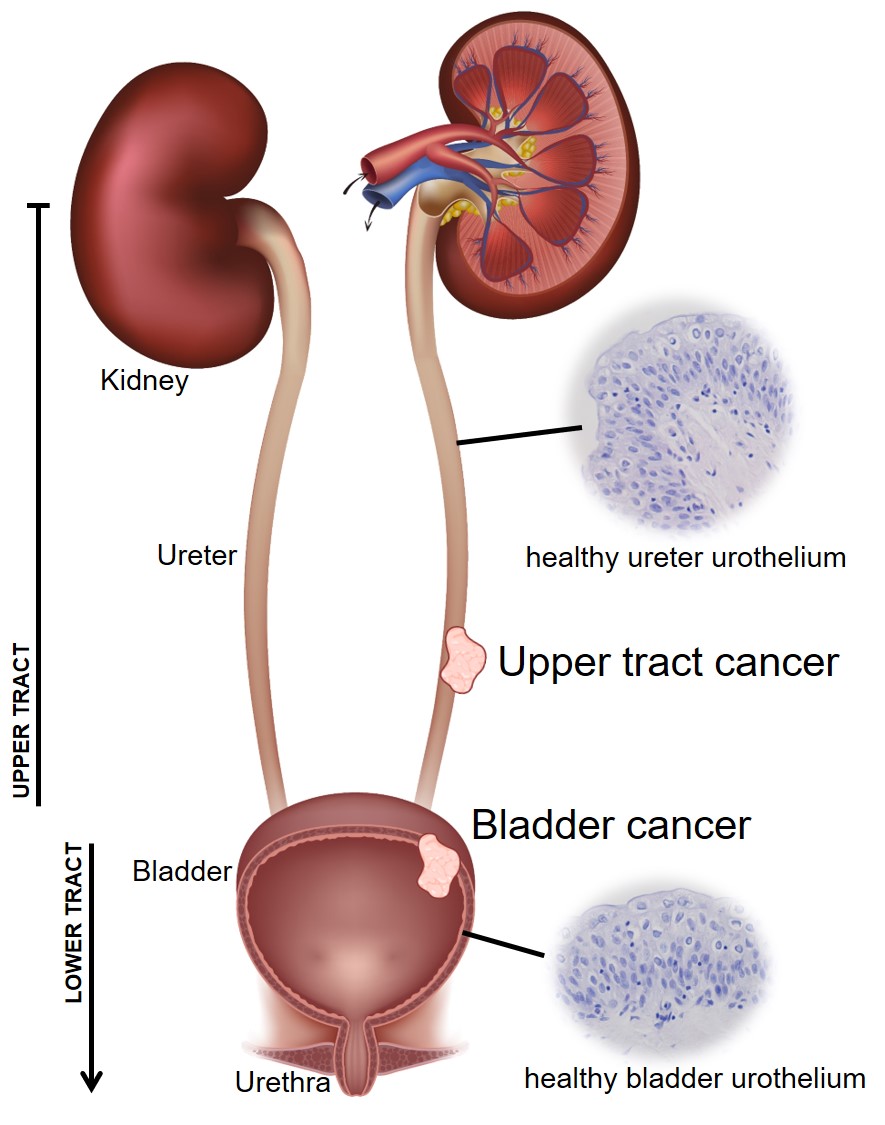 Kidney
Ureter
healthy ureter urothelium
UPPER TRACT
Upper tract cancer
Bladder cancer
Bladder
LOWER TRACT
Urethra
healthy bladder urothelium